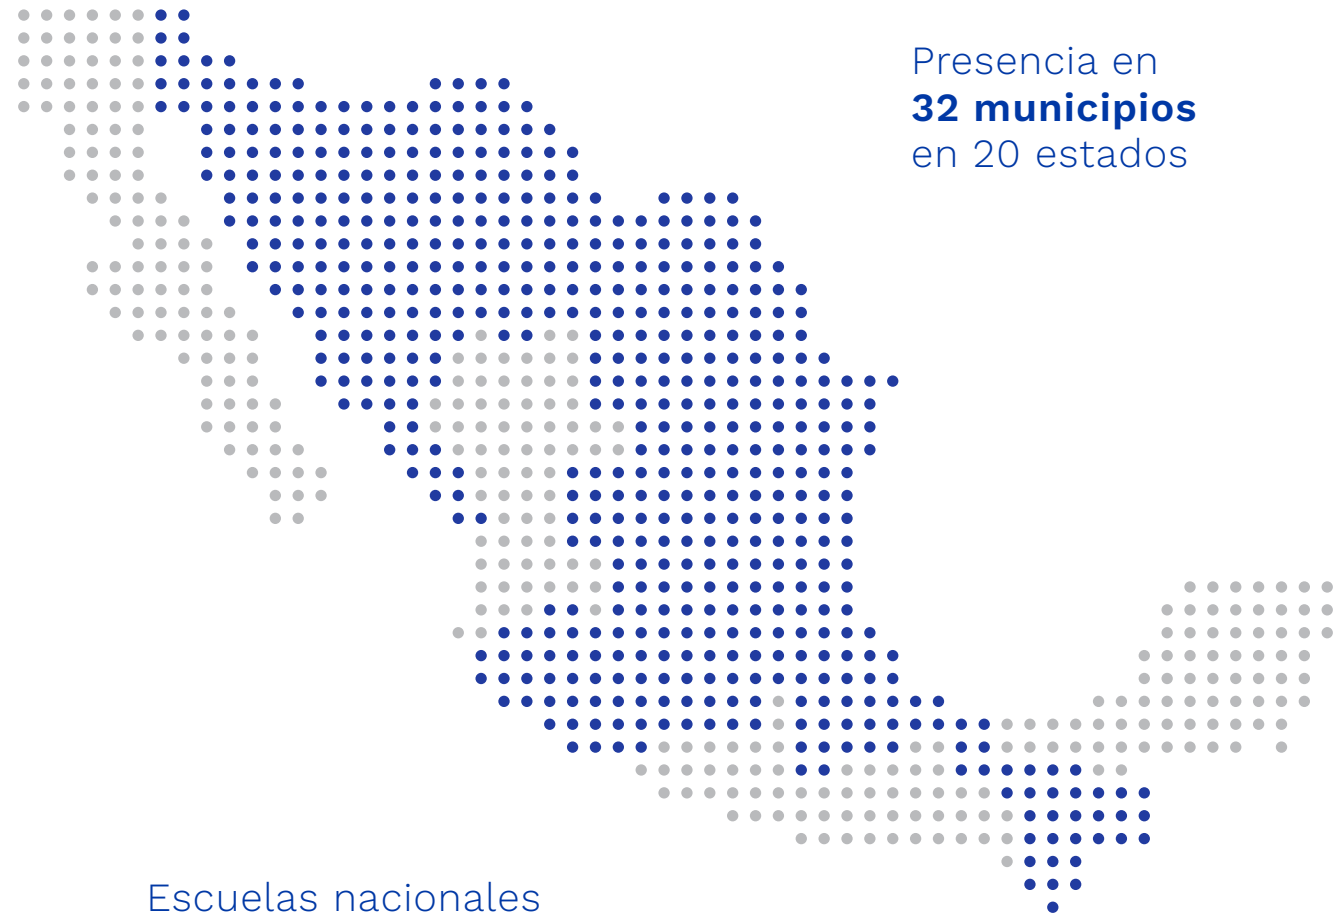 Presencia en
32 municipios
en 20 estados
Escuelas nacionales